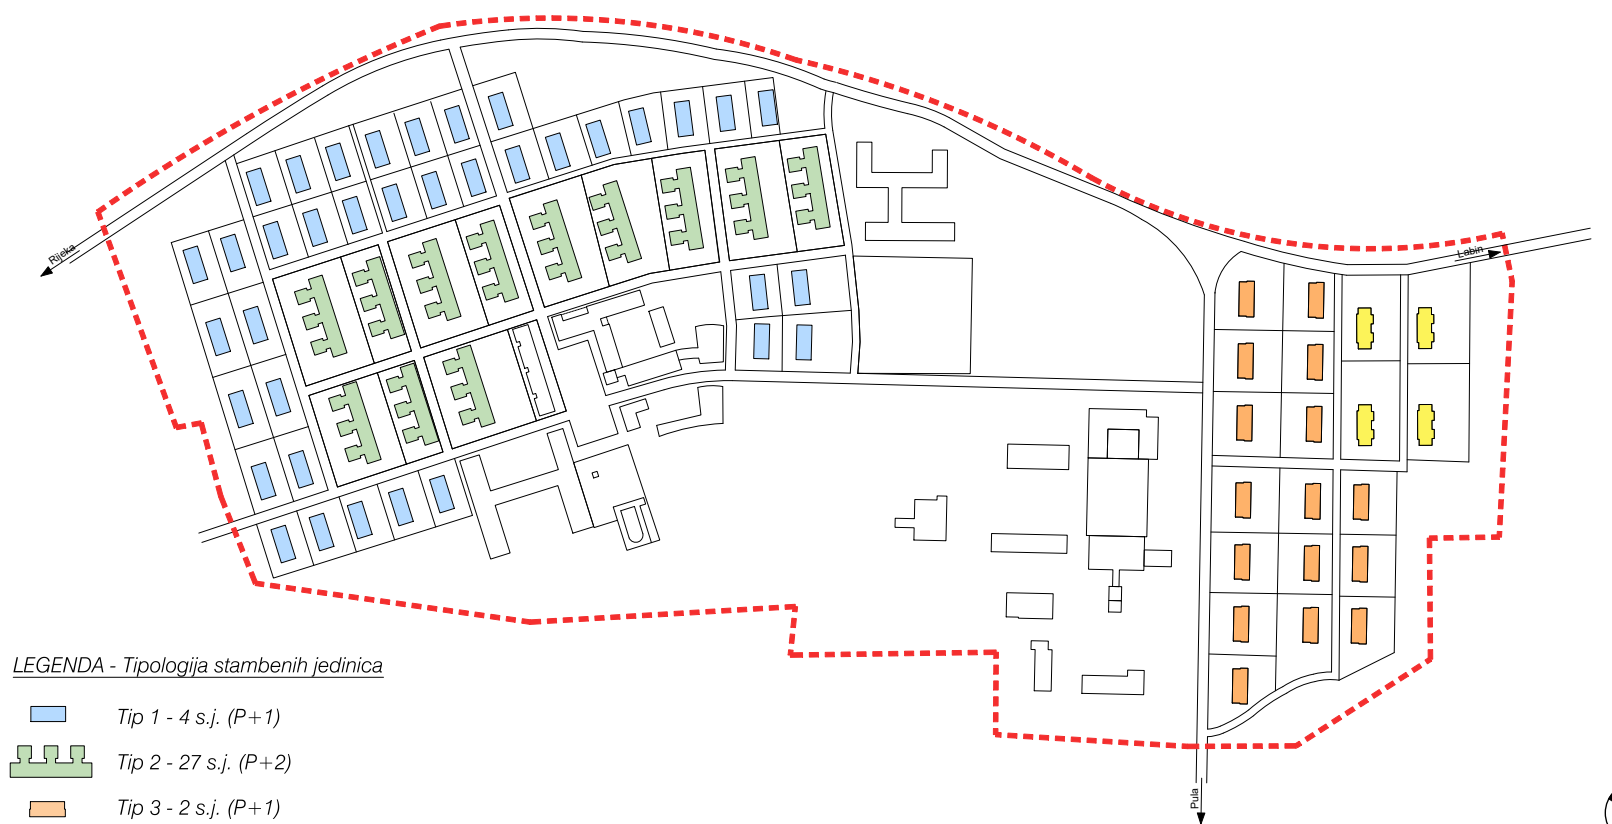 Rijeka
Labin
Pula
LEGENDA - Tipologija stambenih jedinica
Tip 1 - 4 s.j. (P+1)
Tip 2 - 27 s.j. (P+2)
Tip 3 - 2 s.j. (P+1)